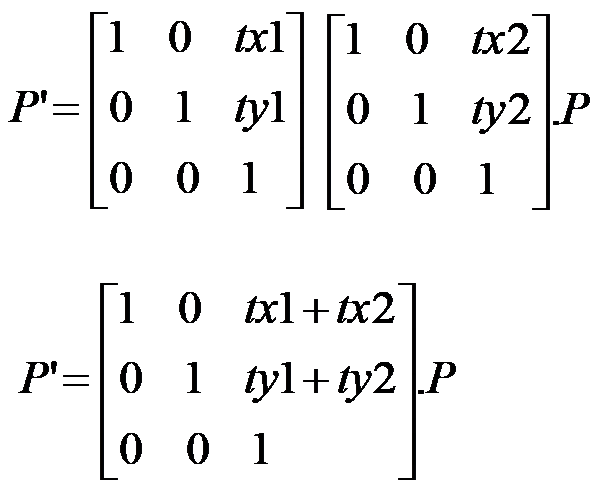 1 0 tx1 1 0 tx2
P'= 0 1 ty1 0 1 ty2 .P
0 0 1 0 0 1
1 0 tx1+tx2
P'= 0 1 ty1+ty2 .P
0 0 1